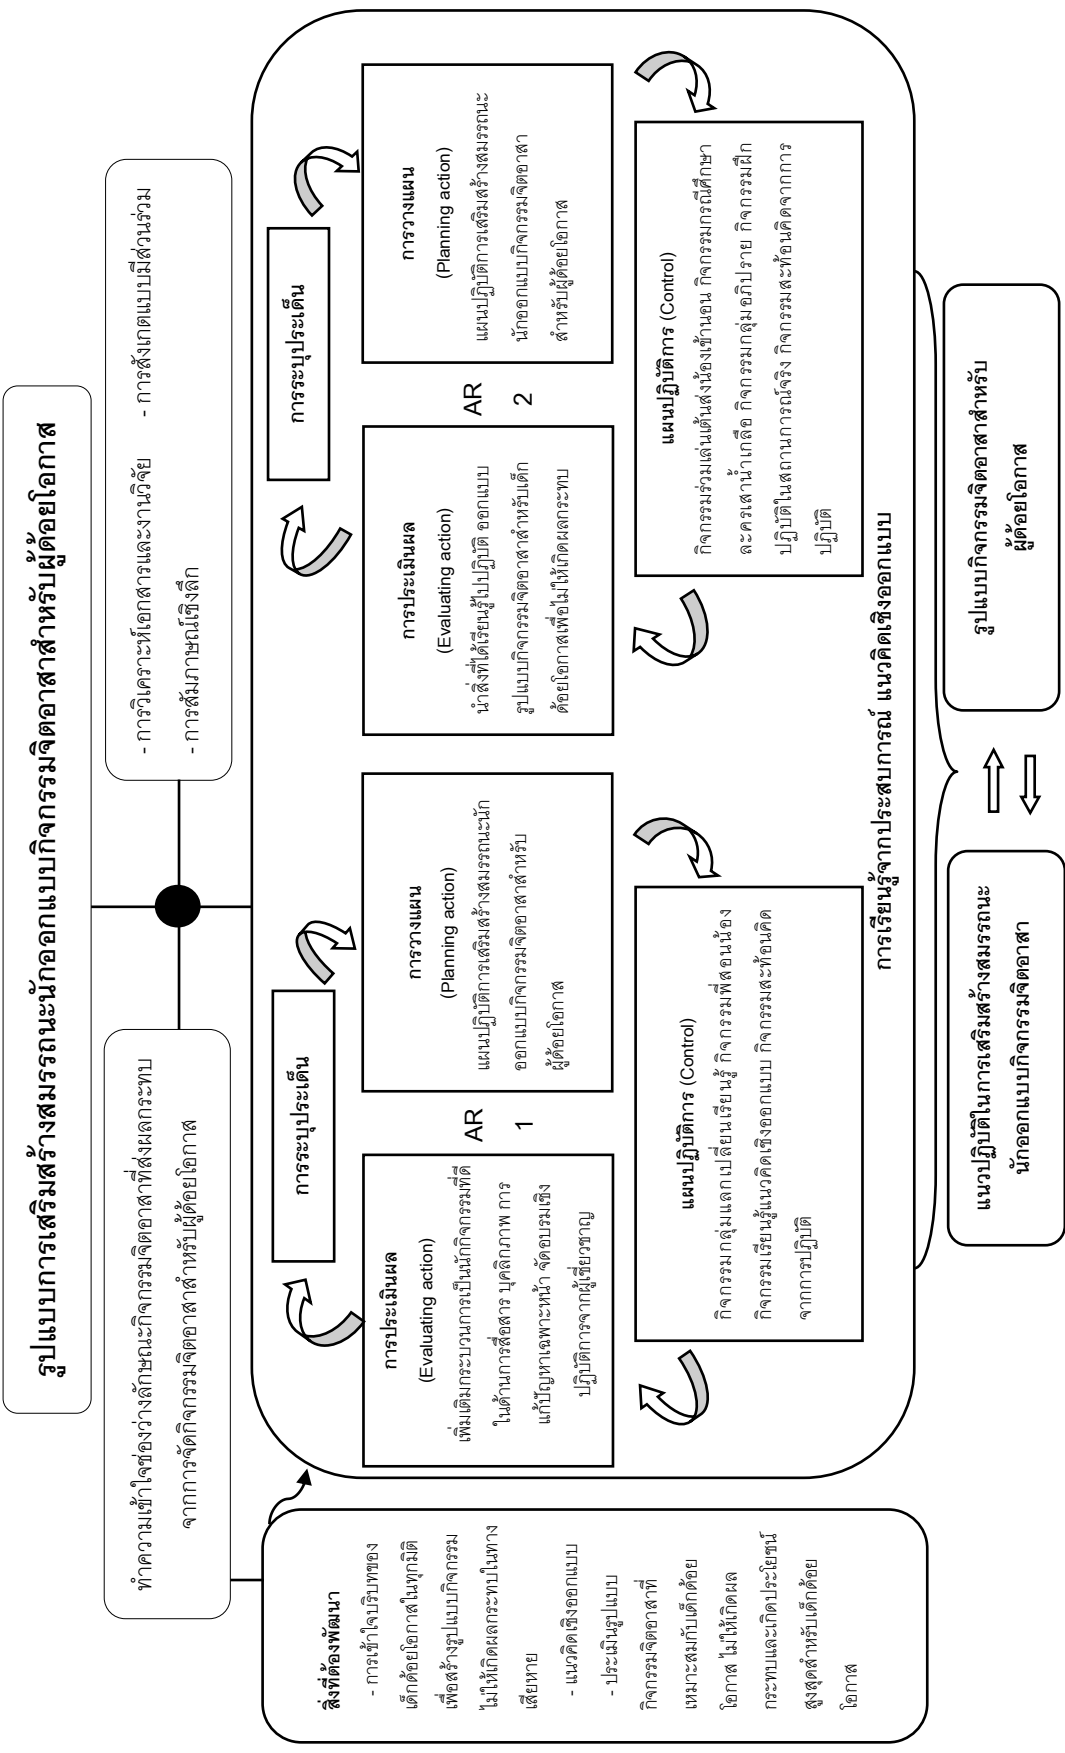 รูปแบบการเสริมสร้างสมรรถนะนักออกแบบกิจกรรมจิตอาสาสำหรับผู้ด้อยโอกาส
ทำความเข้าใจช่องว่างลักษณะกิจกรรมจิตอาสาที่ส่งผลกระทบ
จากการจัดกิจกรรมจิตอาสาสำหรับผู้ด้อยโอกาส
- การวิเคราะห์เอกสารและงานวิจัย - การสังเกตแบบมีส่วนร่วม
- การสัมภาษณ์เชิงลึก
สิ่งที่ต้องพัฒนา
- การเข้าใจบริบทของ
เด็กด้อยโอกาสในทุกมิติ
เพื่อสร้างรูปแบบกิจกรรม
ไม่ให้เกิดผลกระทบในทาง
เสียหาย
- แนวคิดเชิงออกแบบ
- ประเมินรูปแบบ
กิจกรรมจิตอาสาที่
เหมาะสมกับเด็กด้อย
โอกาส ไม่ให้เกิดผล
กระทบและเกิดประโยชน์
สูงสุดสำหรับเด็กด้อย
โอกาส
การระบุประเด็น
การประเมินผล
(Evaluating action)
เพิ่มเติมกระบวนการเป็นนักกิจกรรมที่ดี
ในด้านการสื่อสาร บุคลิกภาพ การ
แก้ปัญหาเฉพาะหน้า จัดอบรมเชิง
ปฏิบัติการจากผู้เชี่ยวชาญ
AR
1
การวางแผน
(Planning action)
แผนปฏิบัติการเสริมสร้างสมรรถนะนัก
ออกแบบกิจกรรมจิตอาสาสำหรับ
ผู้ด้อยโอกาส
แผนปฏิบัติการ (Control)
กิจกรรมกลุ่มแลกเปลี่ยนเรียนรู้ กิจกรรมพี่สอนน้อง
กิจกรรมเรียนรู้แนวคิดเชิงออกแบบ กิจกรรมสะท้อนคิด
จากการปฏิบัติ
การระบุประเด็น
การประเมินผล
(Evaluating action)
นำสิ่งที่ได้เรียนรู้ไปปฏิบัติ ออกแบบ
รูปแบบกิจกรรมจิตอาสาสำหรับเด็ก
ด้อยโอกาสเพื่อไม่ให้เกิดผลกระทบ
AR
2
การวางแผน
(Planning action)
แผนปฏิบัติการเสริมสร้างสมรรถนะ
นักออกแบบกิจกรรมจิตอาสา
สำหรับผู้ด้อยโอกาส
แผนปฏิบัติการ (Control)
กิจกรรมร่วมเล่นเต้นส่งน้องเข้านอน กิจกรรมกรณีศึกษา
ละครเสาน้ำเกลือ กิจกรรมกลุ่มอภิปราย กิจกรรมฝึก
ปฏิบัติในสถานการณ์จริง กิจกรรมสะท้อนคิดจากการ
ปฏิบัติ
การเรียนรู้จากประสบการณ์ แนวคิดเชิงออกแบบ
แนวปฏิบัติในการเสริมสร้างสมรรถนะ
นักออกแบบกิจกรรมจิตอาสา
รูปแบบกิจกรรมจิตอาสาสำหรับ
ผู้ด้อยโอกาส